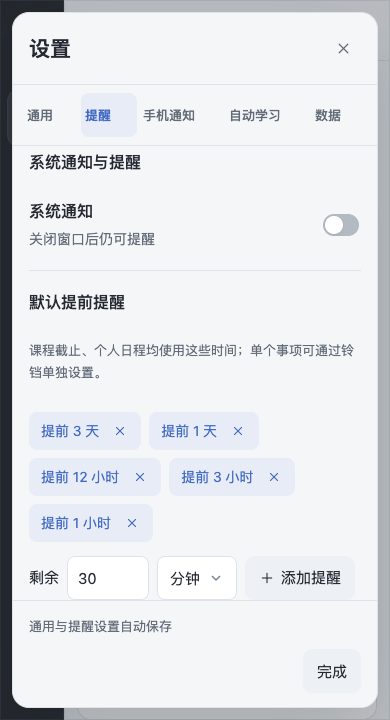 设置
通用 提醒 手机通知 自动学习 数据
系统通知与提醒
系统通知
关闭窗口后仍可提醒
默认提前提醒
课程截止、个人日程均使用这些时间；单个事项可通过铃
铛单独设置。
提前 3 天 × 提前 1 天 ×
提前 12 小时 × 提前 3 小时 ×
提前 1 小时 ×
剩余 30 分钟 + 添加提醒
通用与提醒设置自动保存
完成